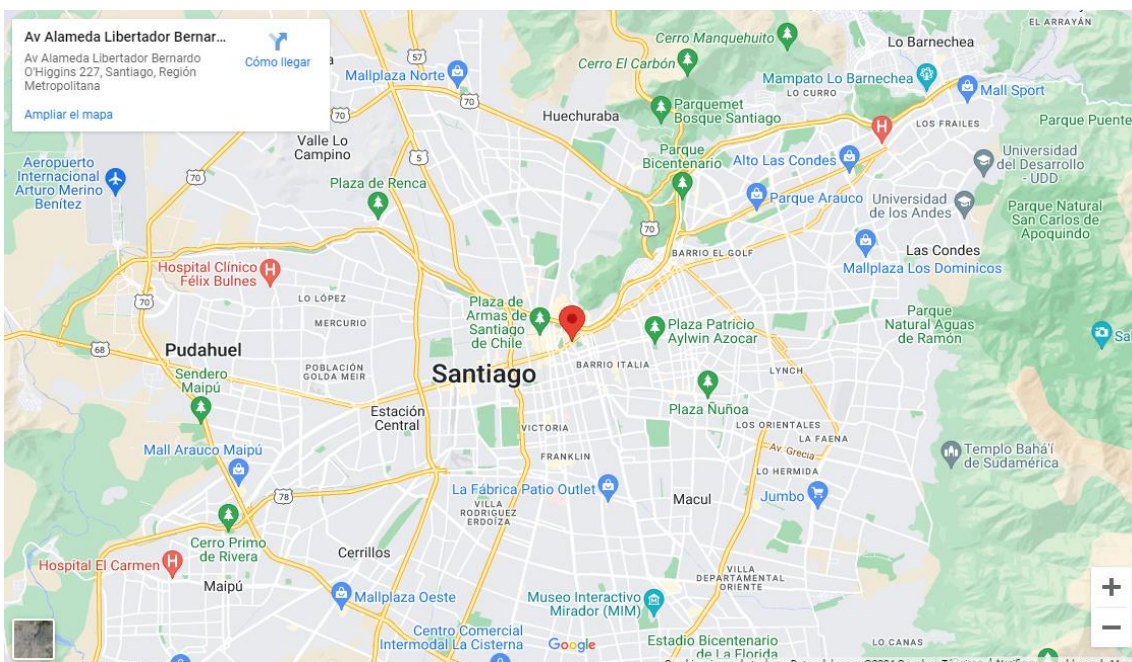 Av Alameda Libertador Bernar...
Av Alameda Libertador Bernardo
O'Higgins 227, Santiago, Región
Metropolitana
Cómo llegar
Ampliar el mapa
EL ARRAYÁN
Cerro Manquehuito
Lo Barnechea
Cerro El Carbón
57
Mallplaza Norte
Mampato Lo Barnechea
LO CURRO
Mall Sport
70
Parquemet
Bosque Santiago
Huechuraba
70
LOS FRAILES
Parque Puente
Valle Lo
Campino
5
Parque
Bicentenario
Alto Las Condes
Universidad
del Desarrollo
- UDD
Aeropuerto
Internacional
Arturo Merino
Benítez
70
Plaza de Renca
Parque Arauco
Universidad
de los Andes
Parque Natural
San Carlos de
Apoquindo
70
BARRIO EL GOLF
Las Condes
Mallplaza Los Dominicos
Hospital Clínico
Félix Bulnes
70
LO LÓPEZ
MERCURIO
Plaza de
Armas de
Santiago
de Chile
Plaza Patricio
Aylwin Azocar
Parque
Natural Aguas
de Ramón
Sa
68
Pudahuel
POBLACIÓN
GOLDA MEIR
Santiago
BARRIO ITALIA
LYNCH
Sendero
Maipú
Estación
Central
Plaza Ñuñoa
VICTORIA
LOS ORIENTALES
LA FAENA
Mall Arauco Maipú
FRANKLIN
Av. Grecia
Templo Bahá'í
de Sudamérica
LO HERMIDA
78
La Fábrica Patio Outlet
Macul
Jumbo
VILLA
RODRIGUEZ
ERDOÍZA
Cerro Primo
de Rivera
Cerrillos
Hospital El Carmen
Maipú
VILLA
DEPARTAMENTAL
ORIENTE
Mallplaza Oeste
Museo Interactivo
Mirador (MIM)
Centro Comercial
Intermodal La Cisterna
Google
Estadio Bicentenario
de La Florida
LO CANAS